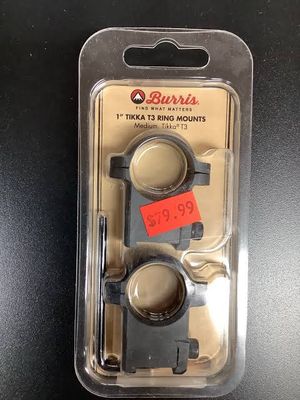 Burris
FIND WHAT MATTERS
1" TIKKA T3 RING MOUNTS
Medium, Tikka® T3
$79.99